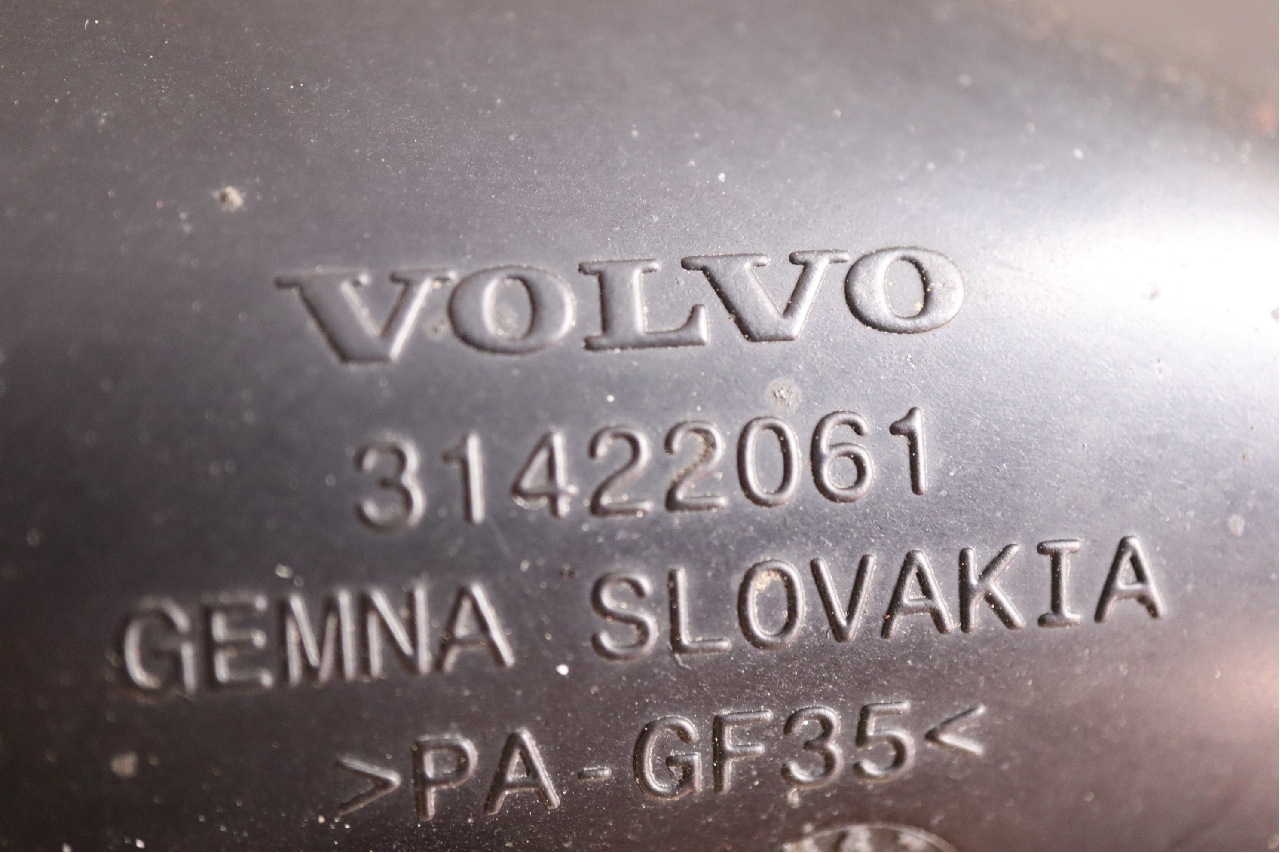 VOLVO
31422061
GEMNA SLOVAKIA
>PA-GF35<